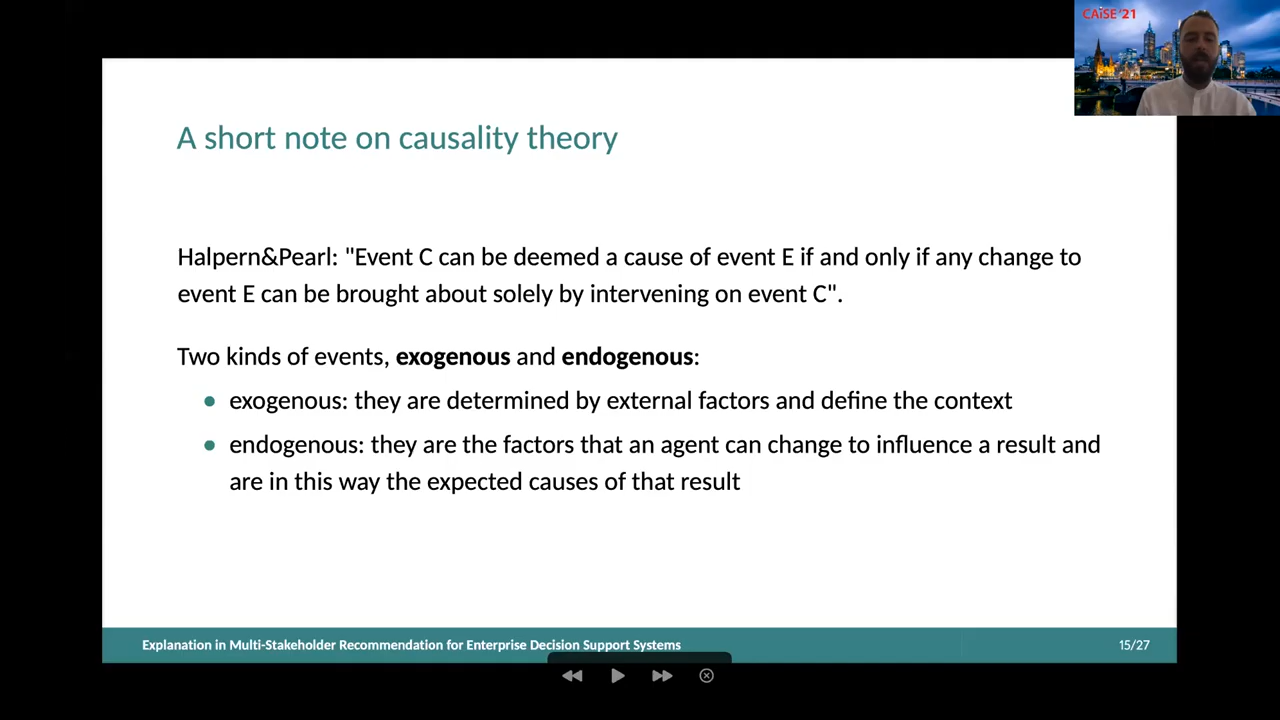 CAiSE '21
A short note on causality theory
Halpern&Pearl: "Event C can be deemed a cause of event E if and only if any change to
event E can be brought about solely by intervening on event C".
Two kinds of events, exogenous and endogenous:
• exogenous: they are determined by external factors and define the context
• endogenous: they are the factors that an agent can change to influence a result and
are in this way the expected causes of that result
Explanation in Multi-Stakeholder Recommendation for Enterprise Decision Support Systems
15/27